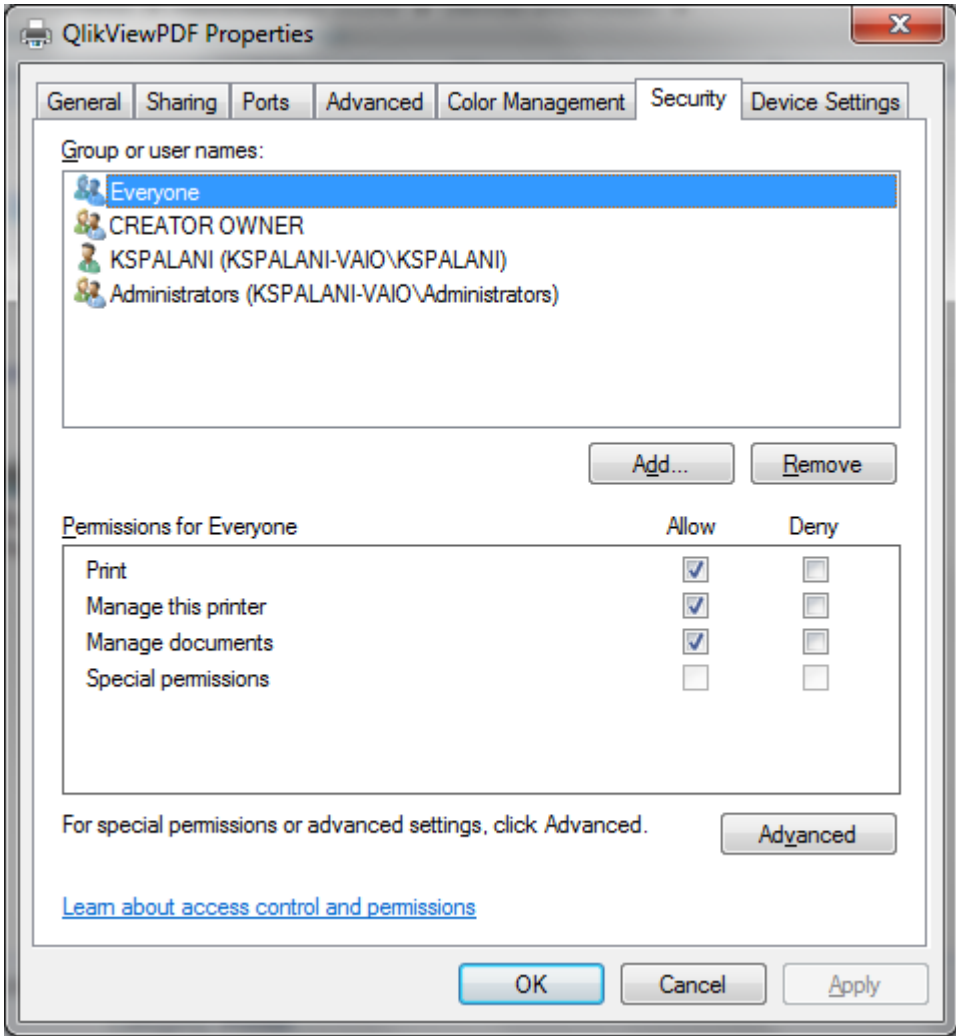 QlikViewPDF Properties
General Sharing Ports Advanced Color Management Security Device Settings
Group or user names:
Everyone
CREATOR OWNER
KSPALANI (KSPALANI-VAIO\KSPALANI)
Administrators (KSPALANI-VAIO\Administrators)
Add... Remove
Permissions for Everyone Allow Deny
Print
Manage this printer
Manage documents
Special permissions
For special permissions or advanced settings, click Advanced.
Advanced
Learn about access control and permissions
OK Cancel Apply